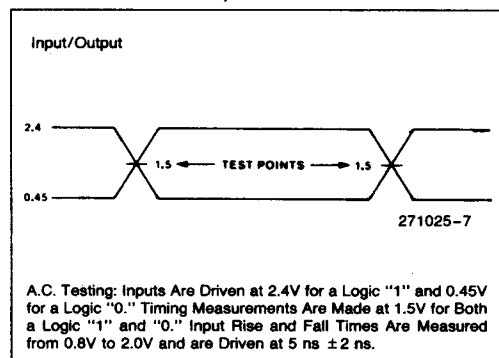 Input/Output
2.4
1.5 TEST POINTS 1.5
0.45
271025-7
A.C. Testing: Inputs Are Driven at 2.4V for a Logic "1" and 0.45V
for a Logic "0." Timing Measurements Are Made at 1.5V for Both
a Logic "1" and "0." Input Rise and Fall Times Are Measured
from 0.8V to 2.0V and are Driven at 5 ns ±2 ns.